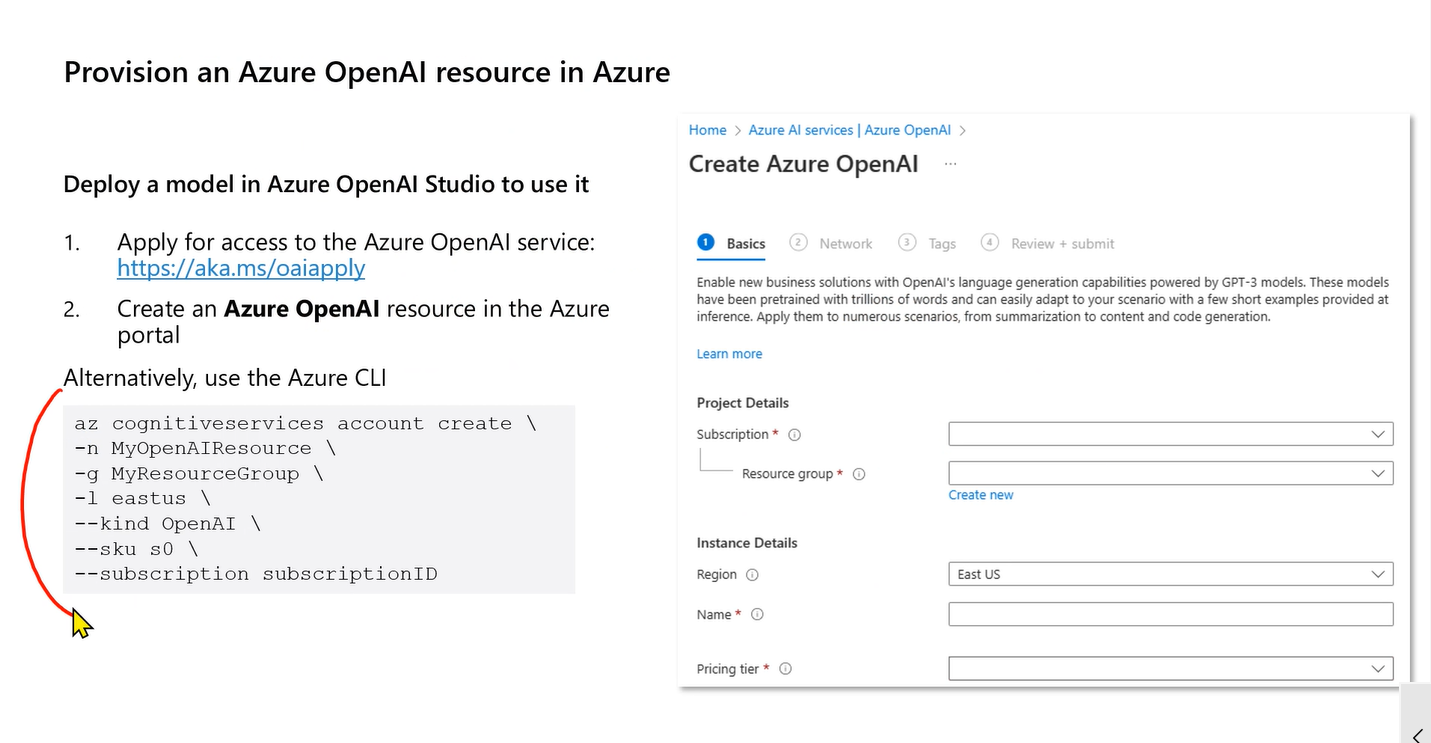 Provision an Azure OpenAI resource in Azure
Deploy a model in Azure OpenAI Studio to use it
1. Apply for access to the Azure OpenAI service:
https://aka.ms/oaiapply
2. Create an Azure OpenAI resource in the Azure
portal
Alternatively, use the Azure CLI
az cognitiveservices account create \
-n MyOpenAIResource \
-g MyResourceGroup \
-l eastus \
--kind OpenAI \
--sku s0 \
--subscription subscriptionID
Home > Azure AI services | Azure OpenAI >
Create Azure OpenAI ...
1 Basics 2 Network 3 Tags 4 Review + submit
Enable new business solutions with OpenAI's language generation capabilities powered by GPT-3 models. These models
have been pretrained with trillions of words and can easily adapt to your scenario with a few short examples provided at
inference. Apply them to numerous scenarios, from summarization to content and code generation.
Learn more
Project Details
Subscription *
Resource group *
Create new
Instance Details
Region East US
Name *
Pricing tier *